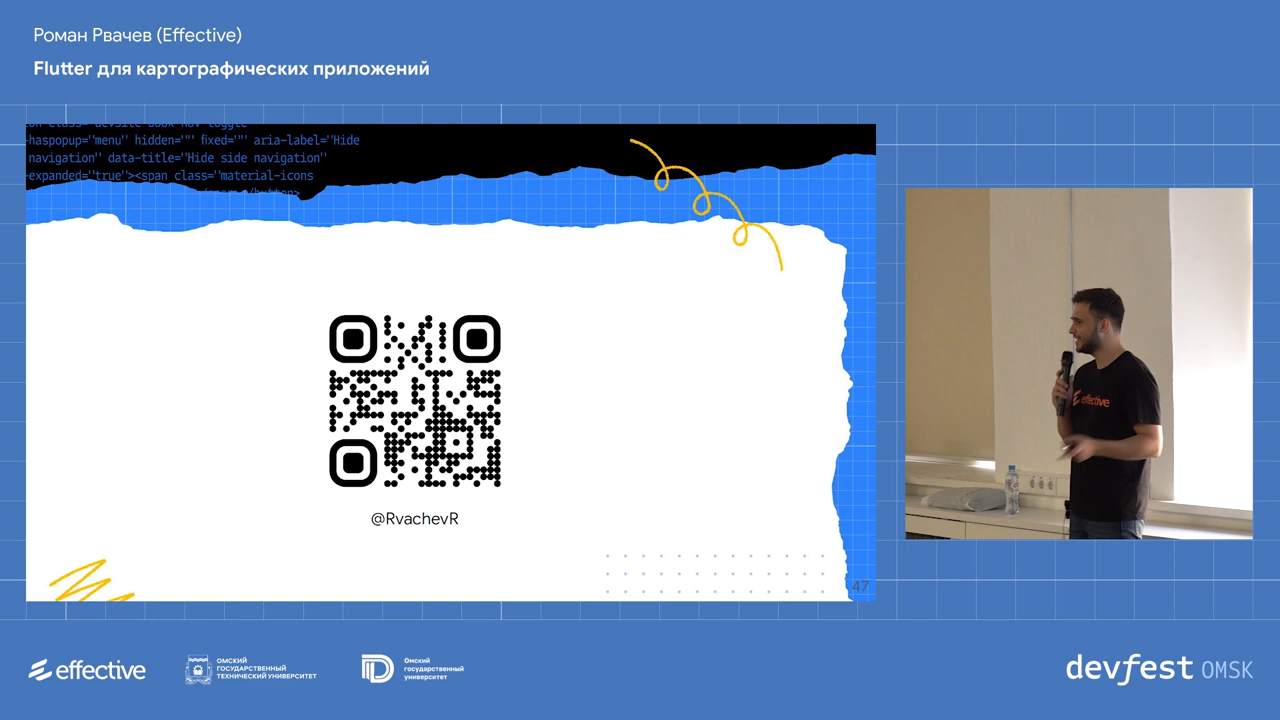 Роман Рвачев (Effective)
Flutter для картографических приложений
-haspopup="menu" hidden="" fixed="" aria-label="Hide
navigation" data-title="Hide side navigation"
-expanded="true"><span class="material-icons
@RvachevR
47
effective
effective
ОМСКИЙ
ГОСУДАРСТВЕННЫЙ
ТЕХНИЧЕСКИЙ УНИВЕРСИТЕТ
Омский
государственный
университет
devfest OMSK